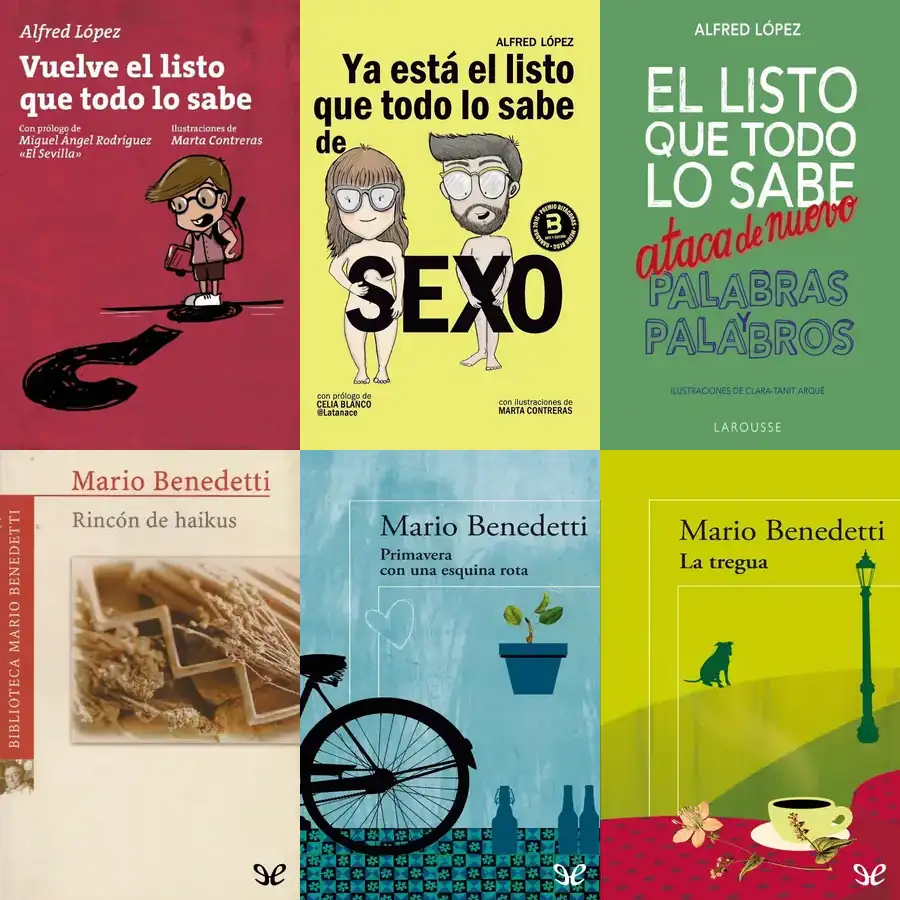 Alfred López
Vuelve el listo
que todo lo sabe
Con prólogo de
Miguel Ángel Rodríguez
«El Sevilla»
Ilustraciones de
Marta Contreras
ALFRED LÓPEZ
Ya está el listo
que todo lo sabe
de
SEXO
B
con prólogo de
CELIA BLANCO
@Latanace
con ilustraciones de
MARTA CONTRERAS
ALFRED LÓPEZ
EL LISTO
QUE TODO
LO SABE
ataca de nuevo
PALABRAS
Y
PALABROS
ILUSTRACIONES DE CLARA-TANIT ARQUÉ
LAROUSSE
Mario Benedetti
Rincón de haikus
BIBLIOTECA MARIO BENEDETTI
Mario Benedetti
Primavera
con una esquina rota
Mario Benedetti
La tregua